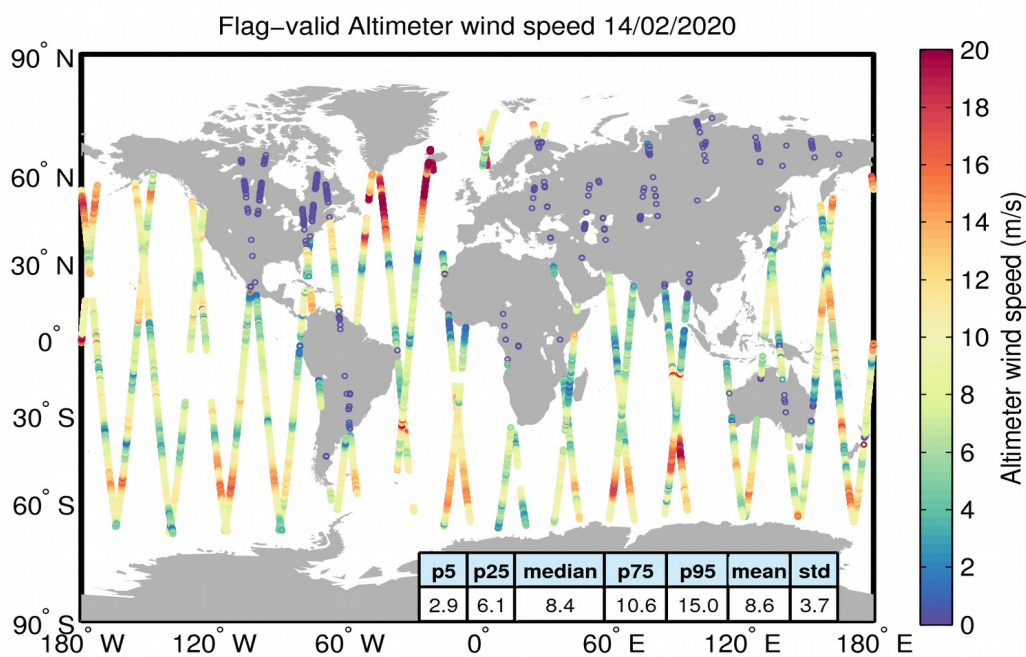 Flag−valid Altimeter wind speed 14/02/2020
90° N
60° N
30° N
0°
30° S
60° S
90° S
180° W
120° W
60° W
0°
60° E
120° E
180° E
20
18
16
14
12
10
8
6
4
2
0
Altimeter wind speed (m/s)
p5 p25 median p75 p95 mean std
2.9 6.1 8.4 10.6 15.0 8.6 3.7